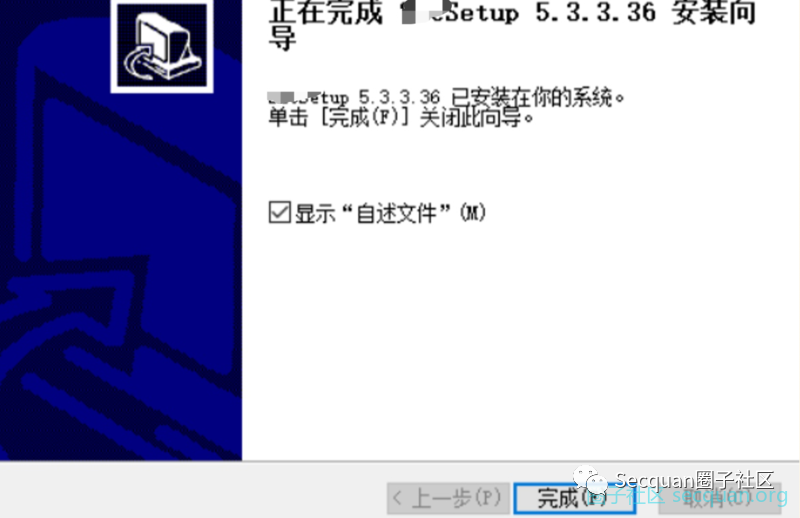 正在完成 Setup 5.3.3.36 安装向
导
etup 5.3.3.36 已安装在你的系统。
单击 [完成(F)] 关闭此向导。
显示“自述文件”(M)
< 上一步(P)
完成(F)
取消(C)
Secquan圈子社区
圈子社区 secquan.org